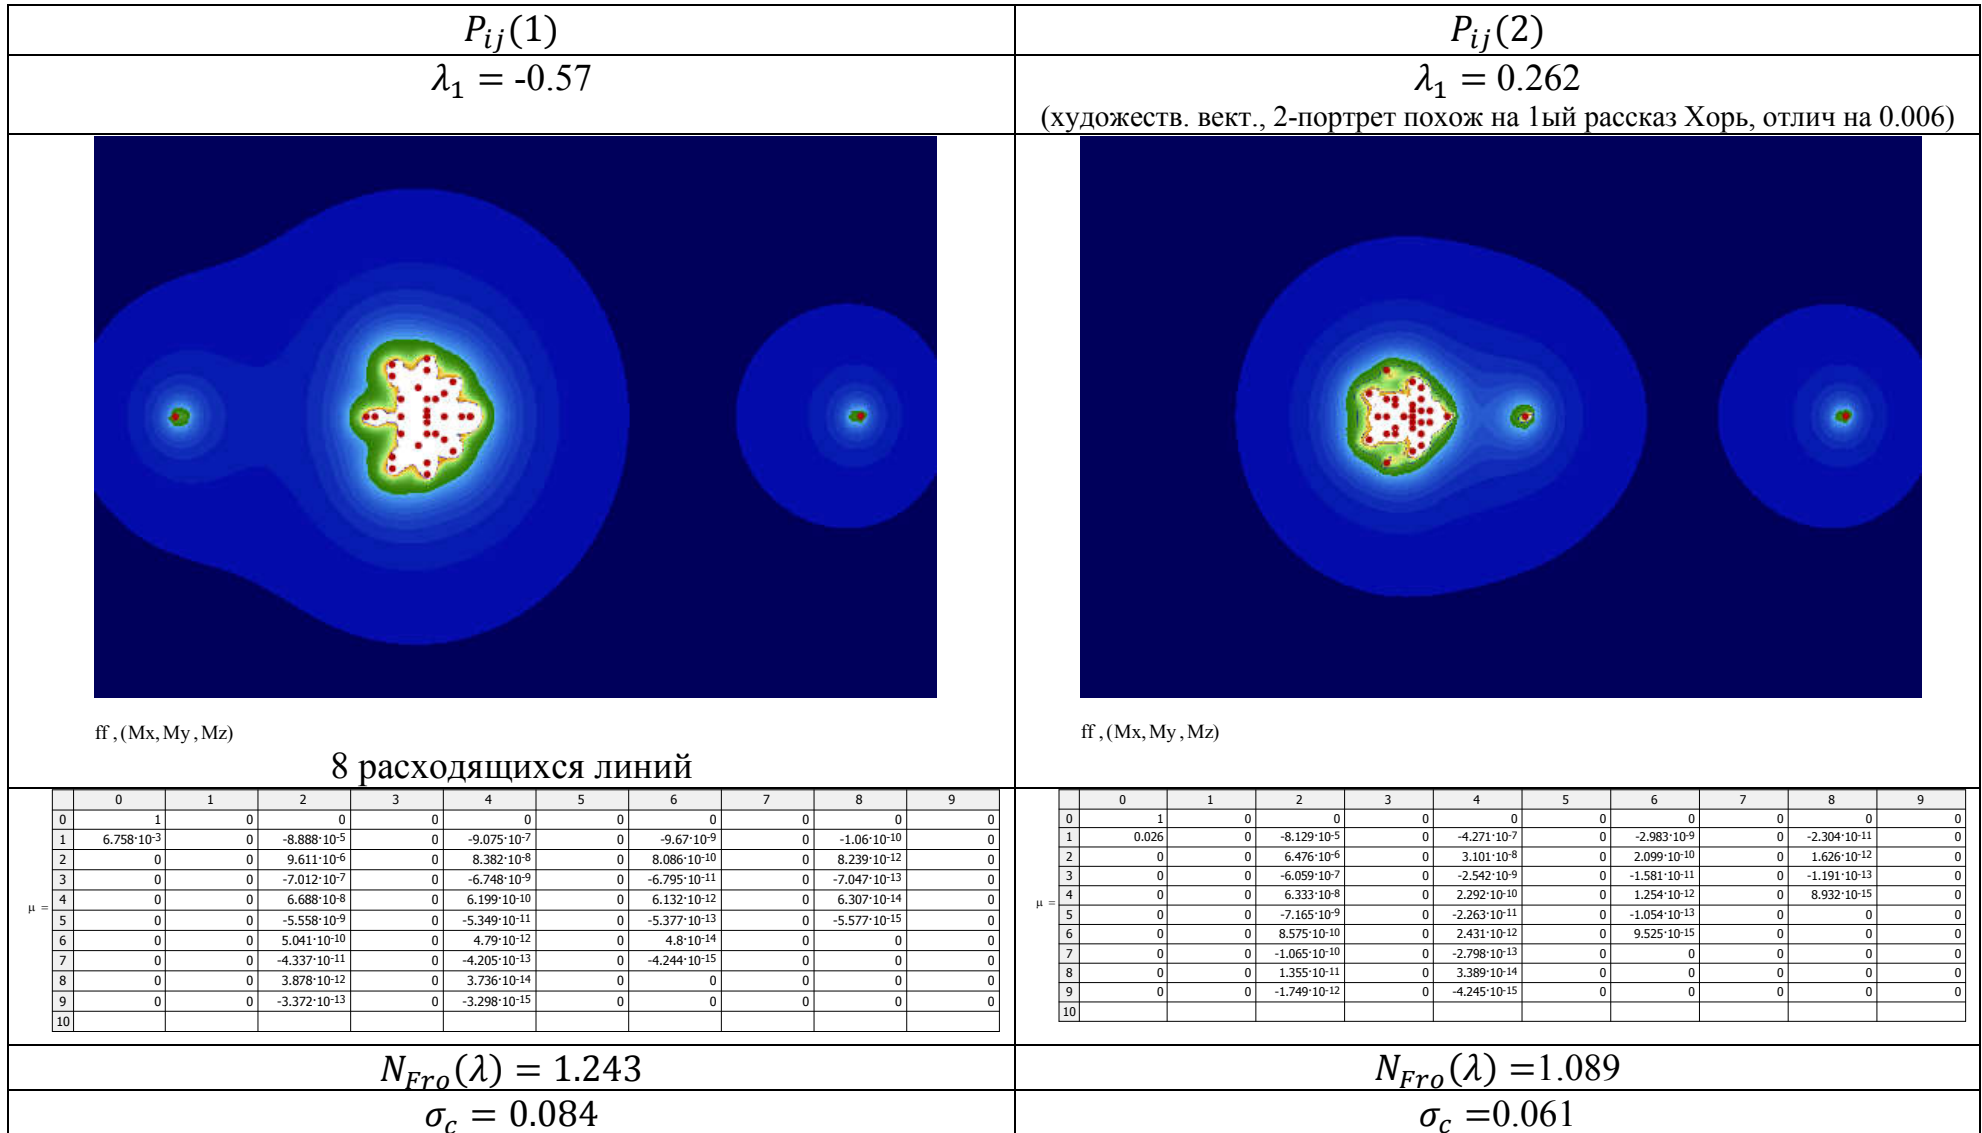 P_{ij}(1)
λ_1 = -0.57
ff , (Mx, My , Mz)
8 расходящихся линий
μ =
0 1 2 3 4 5 6 7 8 9
0 1 0 0 0 0 0 0 0 0 0
1 6.758·10^-3 0 -8.888·10^-5 0 -9.075·10^-7 0 -9.67·10^-9 0 -1.06·10^-10 0
2 0 0 9.611·10^-6 0 8.382·10^-8 0 8.086·10^-10 0 8.239·10^-12 0
3 0 0 -7.012·10^-7 0 -6.748·10^-9 0 -6.795·10^-11 0 -7.047·10^-13 0
4 0 0 6.688·10^-8 0 6.199·10^-10 0 6.132·10^-12 0 6.307·10^-14 0
5 0 0 -5.558·10^-9 0 -5.349·10^-11 0 -5.377·10^-13 0 -5.577·10^-15 0
6 0 0 5.041·10^-10 0 4.79·10^-12 0 4.8·10^-14 0 0 0
7 0 0 -4.337·10^-11 0 -4.205·10^-13 0 -4.244·10^-15 0 0 0
8 0 0 3.878·10^-12 0 3.736·10^-14 0 0 0 0 0
9 0 0 -3.372·10^-13 0 -3.298·10^-15 0 0 0 0 0
10
N_{Fro}(λ) = 1.243
σ_c = 0.084
P_{ij}(2)
λ_1 = 0.262
(художеств. вект., 2-портрет похож на 1ый рассказ Хорь, отлич на 0.006)
ff , (Mx, My , Mz)
μ =
0 1 2 3 4 5 6 7 8 9
0 1 0 0 0 0 0 0 0 0 0
1 0.026 0 -8.129·10^-5 0 -4.271·10^-7 0 -2.983·10^-9 0 -2.304·10^-11 0
2 0 0 6.476·10^-6 0 3.101·10^-8 0 2.099·10^-10 0 1.626·10^-12 0
3 0 0 -6.059·10^-7 0 -2.542·10^-9 0 -1.581·10^-11 0 -1.191·10^-13 0
4 0 0 6.333·10^-8 0 2.292·10^-10 0 1.254·10^-12 0 8.932·10^-15 0
5 0 0 -7.165·10^-9 0 -2.263·10^-11 0 -1.054·10^-13 0 0 0
6 0 0 8.575·10^-10 0 2.431·10^-12 0 9.525·10^-15 0 0 0
7 0 0 -1.065·10^-10 0 -2.798·10^-13 0 0 0 0 0
8 0 0 1.355·10^-11 0 3.389·10^-14 0 0 0 0 0
9 0 0 -1.749·10^-12 0 -4.245·10^-15 0 0 0 0 0
10
N_{Fro}(λ) =1.089
σ_c =0.061